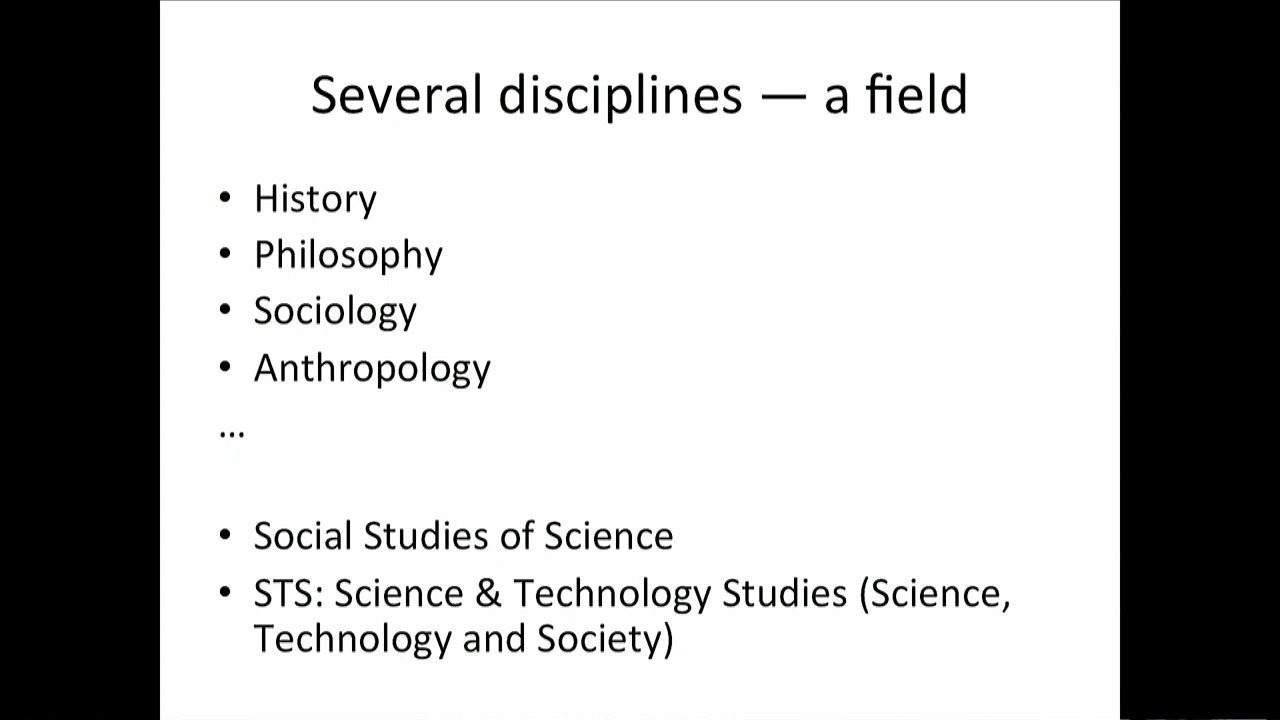 Several disciplines — a field
• History
• Philosophy
• Sociology
• Anthropology
...
• Social Studies of Science
• STS: Science & Technology Studies (Science,
Technology and Society)